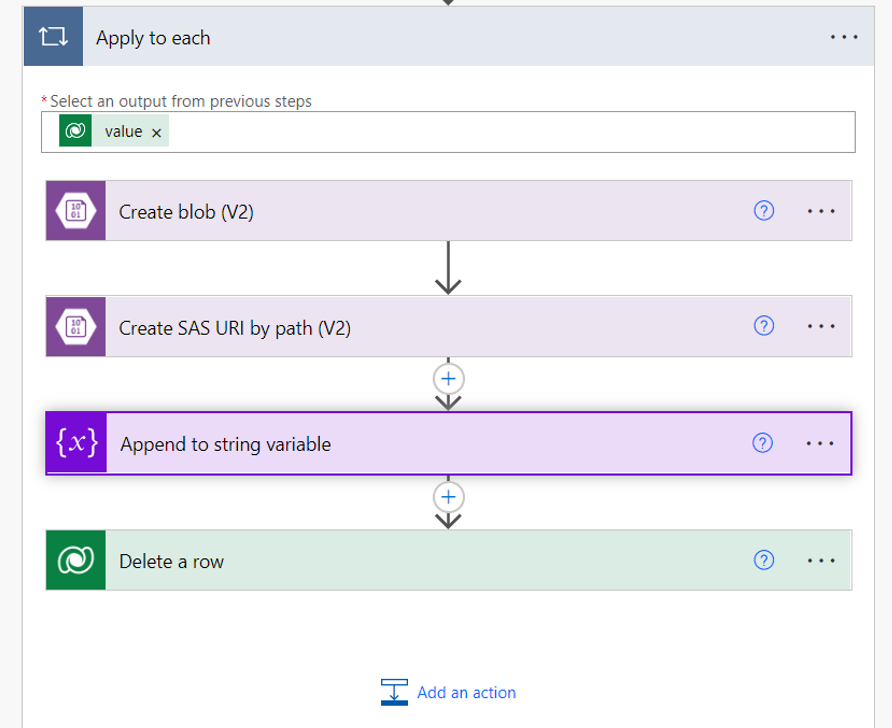 Apply to each
* Select an output from previous steps
value ×
Create blob (V2)
Create SAS URI by path (V2)
{x} Append to string variable
Delete a row
Add an action